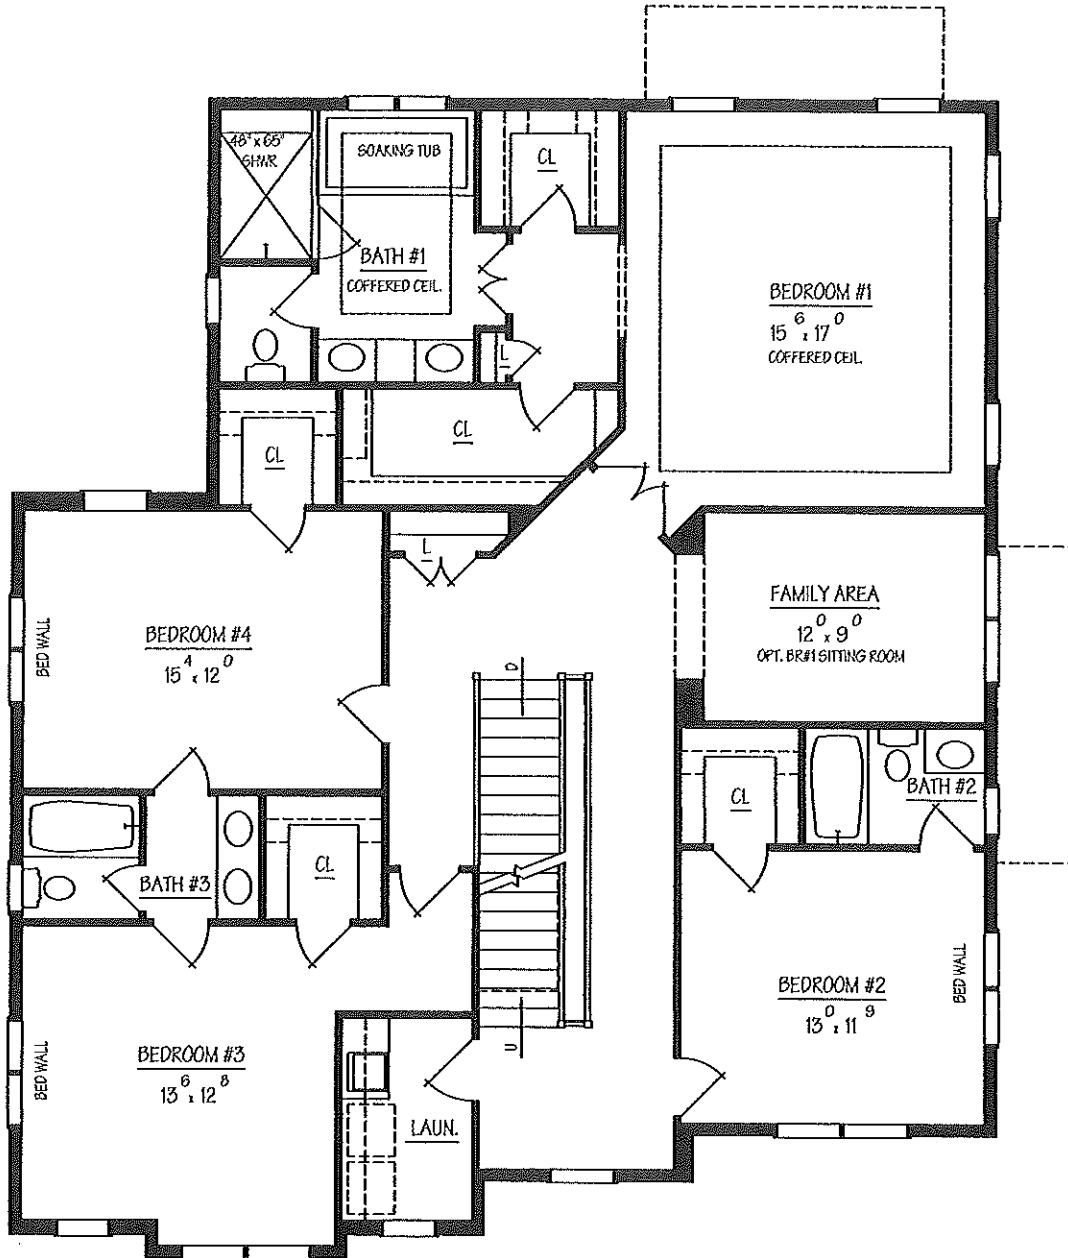 48" x 65"
SHWR
SOAKING TUB
CL
BATH #1
COFFERED CEIL.
L
BEDROOM #1
15 6 x 17 0
COFFERED CEIL.
CL
CL
L
BEDROOM #4
15 4 x 12 0
BED WALL
FAMILY AREA
12 0 x 9 0
OPT. BR#1 SITTING ROOM
D
CL
BATH #2
BATH #3
CL
BEDROOM #2
13 0 x 11 9
BED WALL
U
BEDROOM #3
13 6 x 12 8
BED WALL
LAUN.